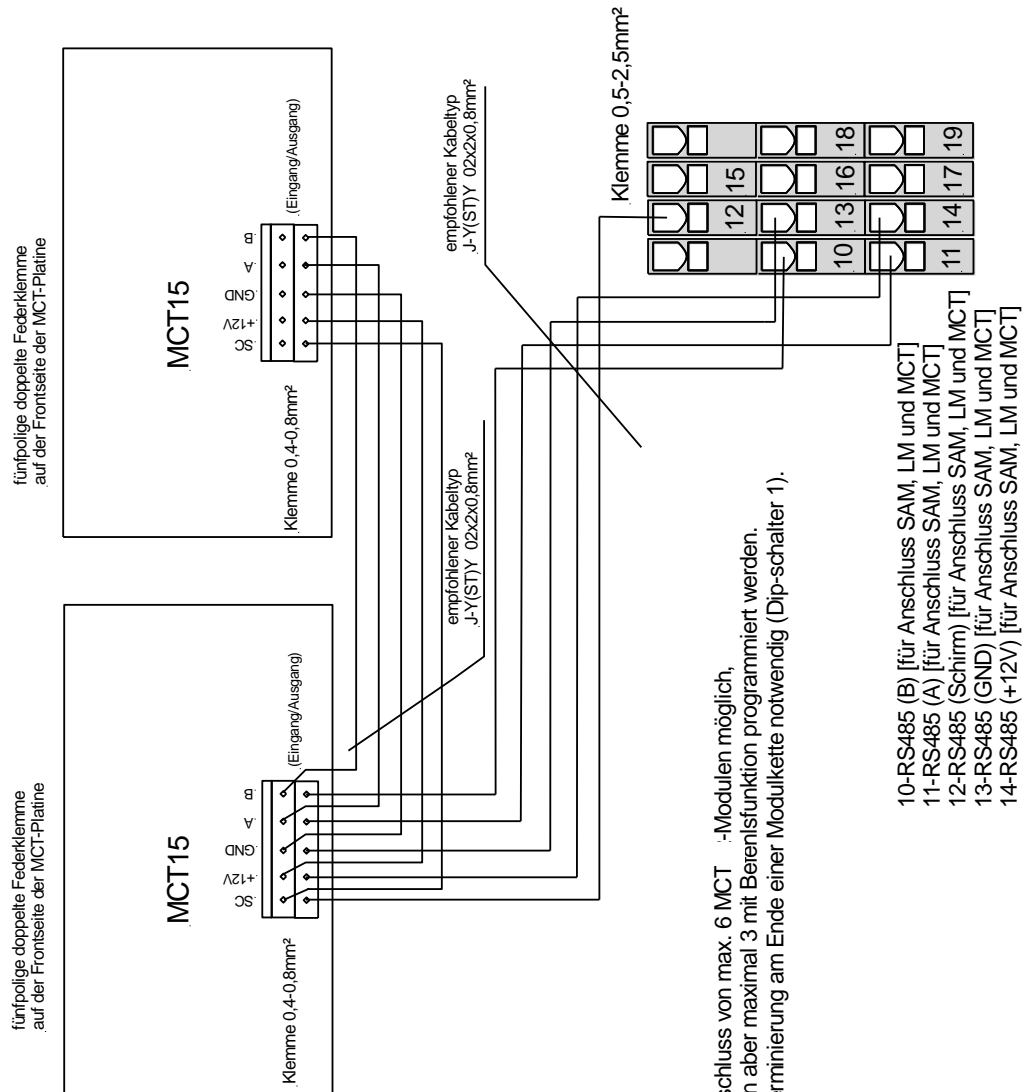 fünfpolige doppelte Federklemme
auf der Frontseite der MCT-Platine
MCT15
(Eingang/Ausgang)
SC
+12V
GND
A
B
Klemme 0,4-0,8mm²
fünfpolige doppelte Federklemme
auf der Frontseite der MCT-Platine
MCT15
(Eingang/Ausgang)
SC
+12V
GND
A
B
Klemme 0,4-0,8mm²
empfohlener Kabeltyp
J-Y(ST)Y 02x2x0,8mm²
empfohlener Kabeltyp
J-Y(ST)Y 02x2x0,8mm²
Klemme 0,5-2,5mm²
12 15
10 13 16 18
11 14 17 19
von max. 6 MCT -Modulen möglich,
aber maximal 3 mit programmiert werden.
am Ende einer Modulkette notwendig (Dip-schalter 1).
10-RS485 (B) [für Anschluss SAM, LM und MCT]
11-RS485 (A) [für Anschluss SAM, LM und MCT]
12-RS485 (Schirm) [für Anschluss SAM, LM und MCT]
13-RS485 (GND) [für Anschluss SAM, LM und MCT]
14-RS485 (+12V) [für Anschluss SAM, LM und MCT]